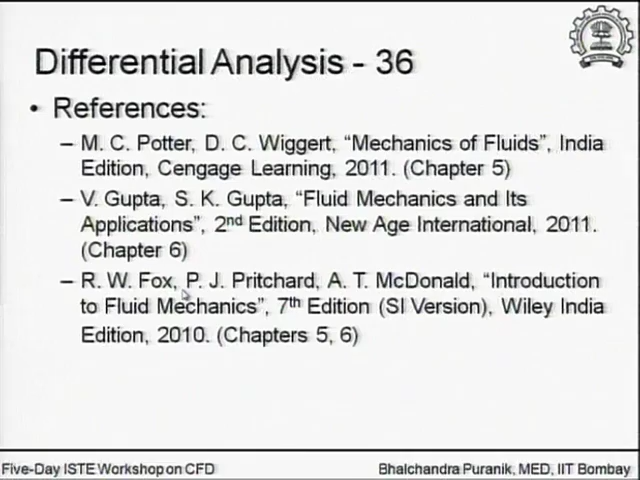 Differential Analysis - 36
• References:
– M. C. Potter, D. C. Wiggert, “Mechanics of Fluids”, India
Edition, Cengage Learning, 2011. (Chapter 5)
– V. Gupta, S. K. Gupta, “Fluid Mechanics and Its
Applications”, 2nd Edition, New Age International, 2011.
(Chapter 6)
– R. W. Fox, P. J. Pritchard, A. T. McDonald, “Introduction
to Fluid Mechanics”, 7th Edition (SI Version), Wiley India
Edition, 2010. (Chapters 5, 6)
Five-Day ISTE Workshop on CFD
Bhalchandra Puranik, MED, IIT Bombay